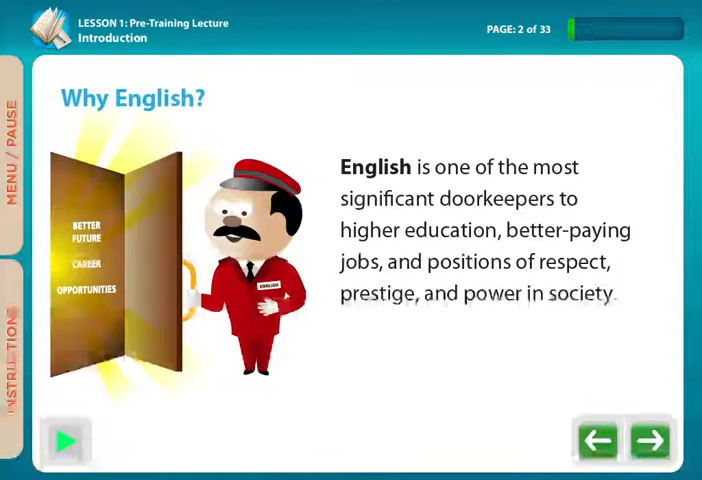 LESSON 1: Pre-Training Lecture
Introduction
PAGE: 2 of 33
MENU / PAUSE
INSTRUCTIONS
Why English?
BETTER
FUTURE
CAREER
OPPORTUNITIES
ENGLISH
English is one of the most
significant doorkeepers to
higher education, better-paying
jobs, and positions of respect,
prestige, and power in society.